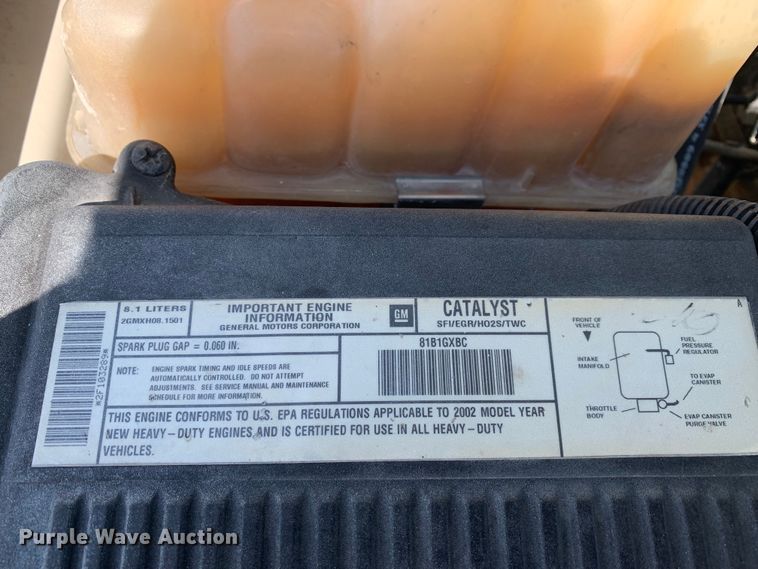 8.1 LITERS
2GMXH08.1501
IMPORTANT ENGINE
INFORMATION
GENERAL MOTORS CORPORATION
GM
CATALYST
SFI/EGR/HO2S/TWC
SPARK PLUG GAP = 0.060 IN.
81B1GXBC
NOTE: ENGINE SPARK TIMING AND IDLE SPEEDS ARE
AUTOMATICALLY CONTROLLED. DO NOT ATTEMPT
ADJUSTMENTS. SEE SERVICE MANUAL AND MAINTENANCE
SCHEDULE FOR MORE INFORMATION.
THIS ENGINE CONFORMS TO U.S. EPA REGULATIONS APPLICABLE TO 2002 MODEL YEAR
NEW HEAVY-DUTY ENGINES AND IS CERTIFIED FOR USE IN ALL HEAVY-DUTY
VEHICLES.
*2F103289*
A
FRONT OF
VEHICLE
FUEL
PRESSURE
REGULATOR
INTAKE
MANIFOLD
TO EVAP
CANISTER
THROTTLE
BODY
EVAP CANISTER
PURGE VALVE
Purple Wave Auction